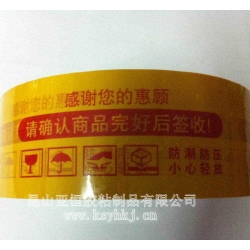 感谢您的惠顾
请确认商品完好后签收!
防潮防压
小心轻放
昆山亚恒胶粘制品有限公司
www.ksyhkj.cn